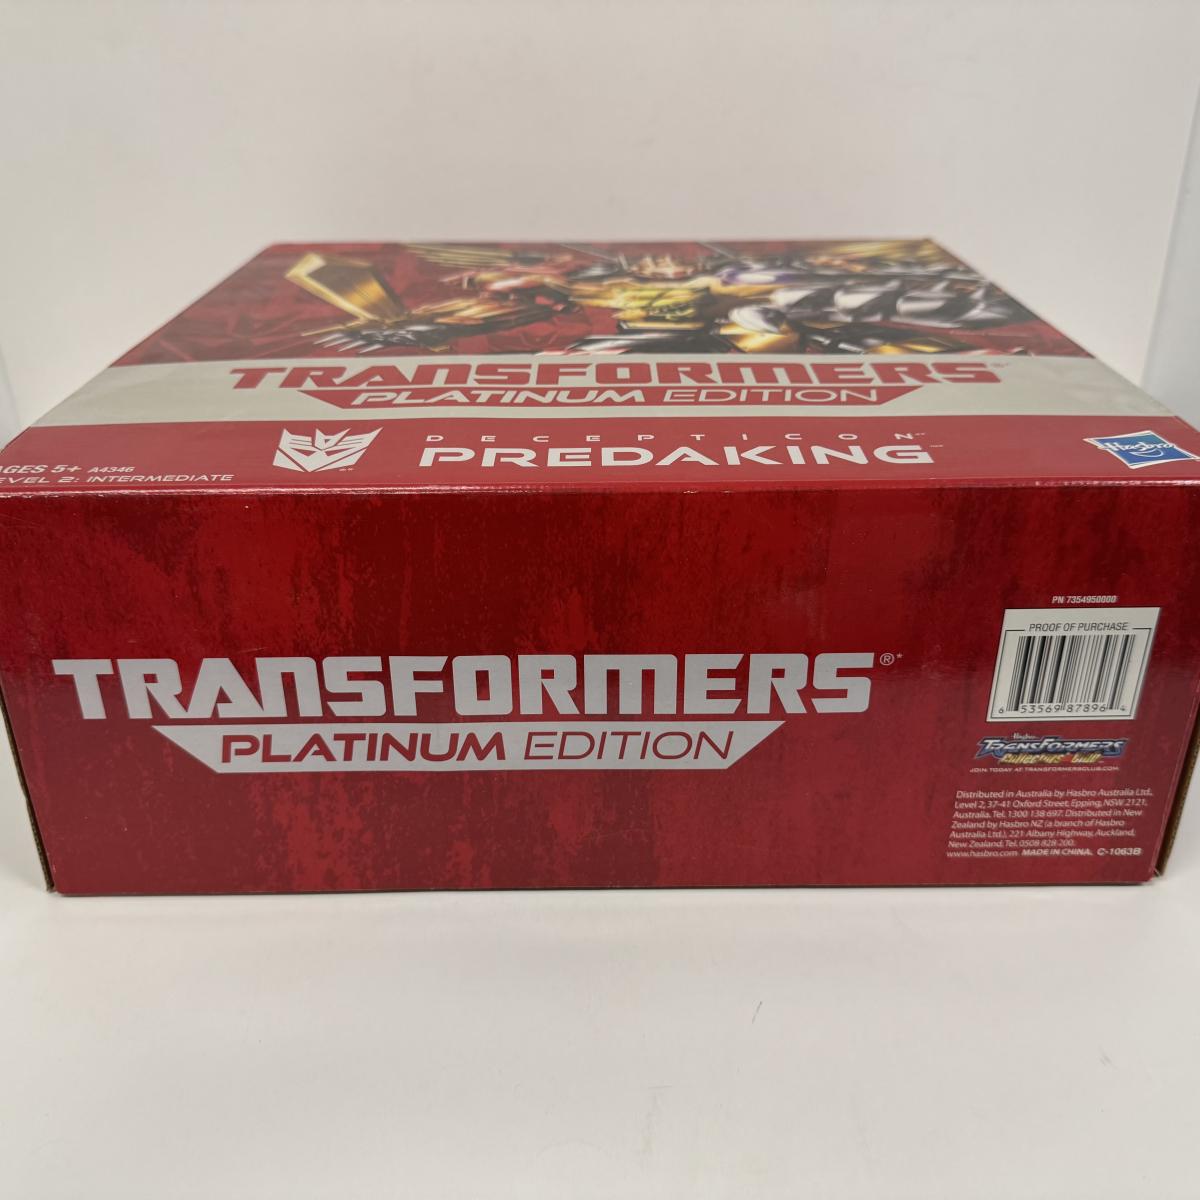 TRANSFORMERS®
PLATINUM EDITION
DECEPTICON™
PREDAKING™
AGES 5+ A4346
LEVEL 2: INTERMEDIATE
Hasbro
TRANSFORMERS®*
PLATINUM EDITION
PN 7354950000
PROOF OF PURCHASE
6 53569 87896 4
Hasbro
TRANSFORMERS
Collectors' Club
JOIN TODAY AT TRANSFORMERSCLUB.COM
Distributed in Australia by Hasbro Australia Ltd.,
Level 2, 37-41 Oxford Street, Epping, NSW 2121,
Australia. Tel. 1300 138 697. Distributed in New
Zealand by Hasbro NZ (a branch of Hasbro
Australia Ltd.), 221 Albany Highway, Auckland,
New Zealand. Tel. 0508 828 200.
www.hasbro.com MADE IN CHINA. C-1063B